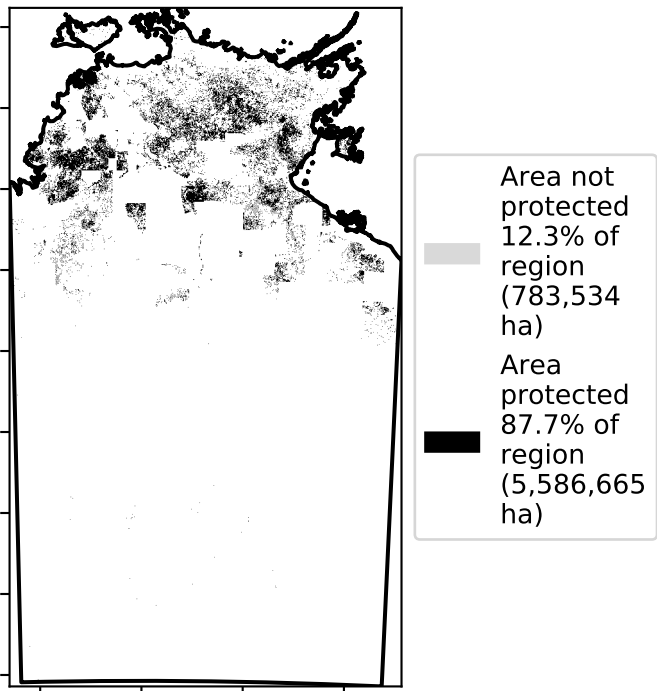 Area not
protected
12.3% of
region
(783,534
ha)
Area
protected
87.7% of
region
(5,586,665
ha)